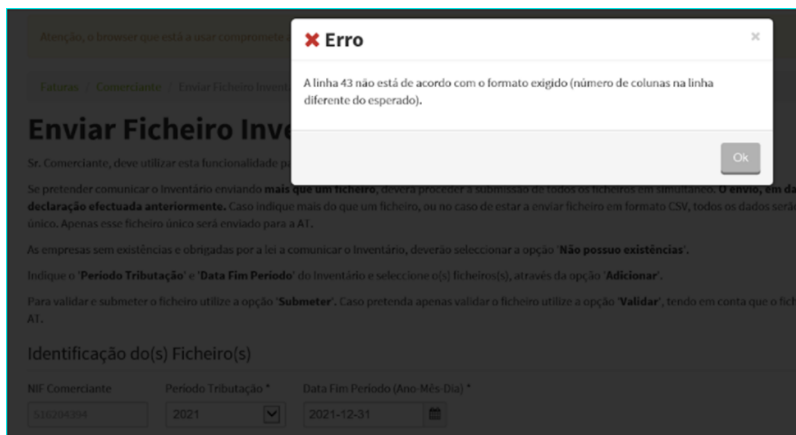 Atenção, o browser que está a usar compromete a
✖ Erro
×
A linha 43 não está de acordo com o formato exigido (número de colunas na linha
diferente do esperado).
Ok
Faturas / Comerciante / Enviar Ficheiro Invent
Enviar Ficheiro Inve
Sr. Comerciante, deve utilizar esta funcionalidade pa
Se pretender comunicar o Inventário enviando mais que um ficheiro, deverá proceder à submissão de todos os ficheiros em simultâneo. O envio, em da
declaração efectuada anteriormente. Caso indique mais do que um ficheiro, ou no caso de estar a enviar ficheiro em formato CSV, todos os dados serã
único. Apenas esse ficheiro único será enviado para a AT.
As empresas sem existências e obrigadas por a lei a comunicar o Inventário, deverão seleccionar a opção 'Não possuo existências'.
Indique o 'Período Tributação' e 'Data Fim Período' do Inventário e seleccione o(s) ficheiros(s), através da opção 'Adicionar'.
Para validar e submeter o ficheiro utilize a opção 'Submeter'. Caso pretenda apenas validar o ficheiro utilize a opção 'Validar', tendo em conta que o fich
AT.
Identificação do(s) Ficheiro(s)
NIF Comerciante Período Tributação * Data Fim Período (Ano-Mês-Dia) *
2021 2021-12-31